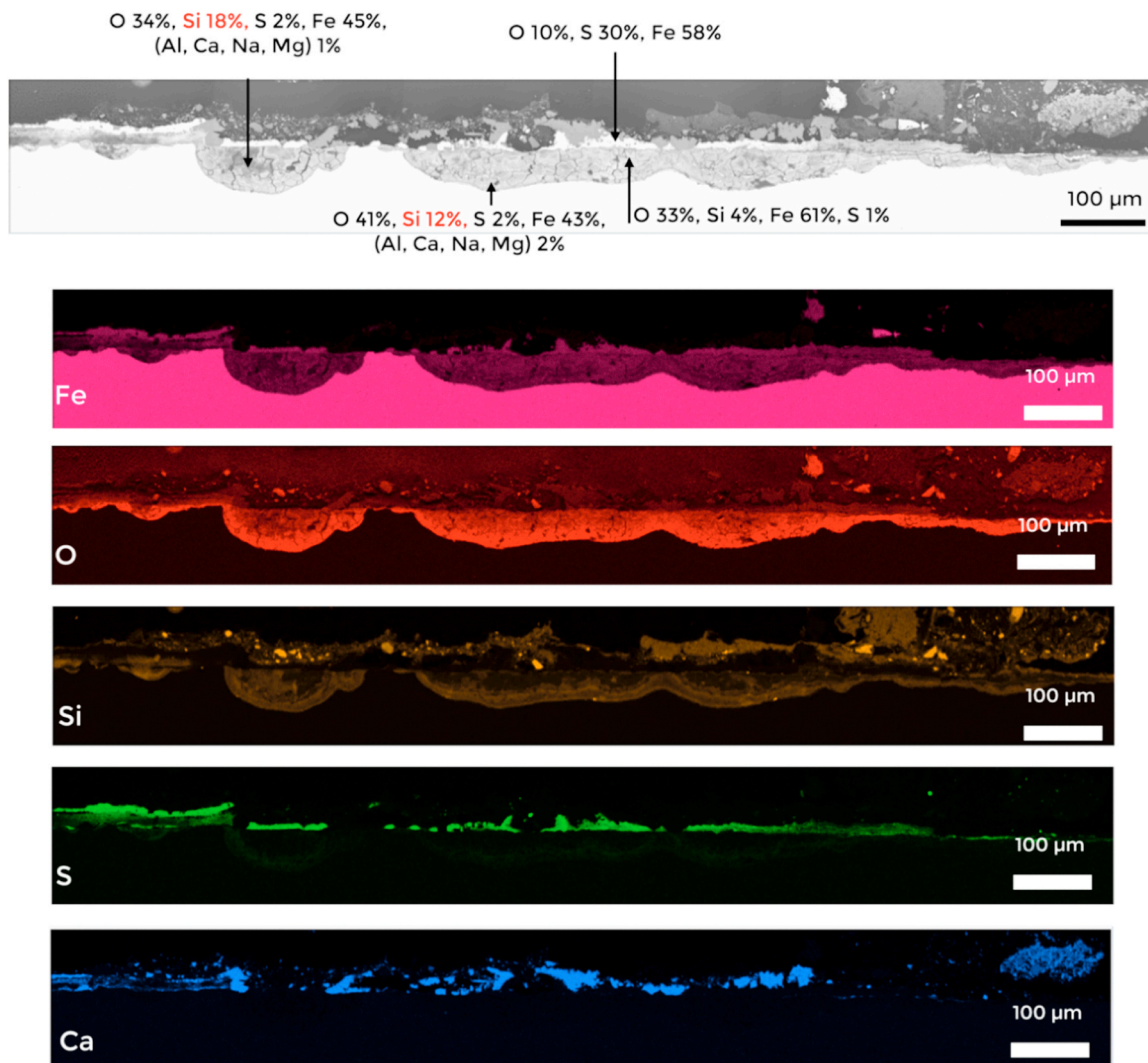 O 34%, Si 18%, S 2%, Fe 45%,
(Al, Ca, Na, Mg) 1%
O 10%, S 30%, Fe 58%
O 41%, Si 12%, S 2%, Fe 43%,
(Al, Ca, Na, Mg) 2%
O 33%, Si 4%, Fe 61%, S 1%
100 µm
100 µm
Fe
100 µm
O
100 µm
Si
100 µm
S
100 µm
Ca